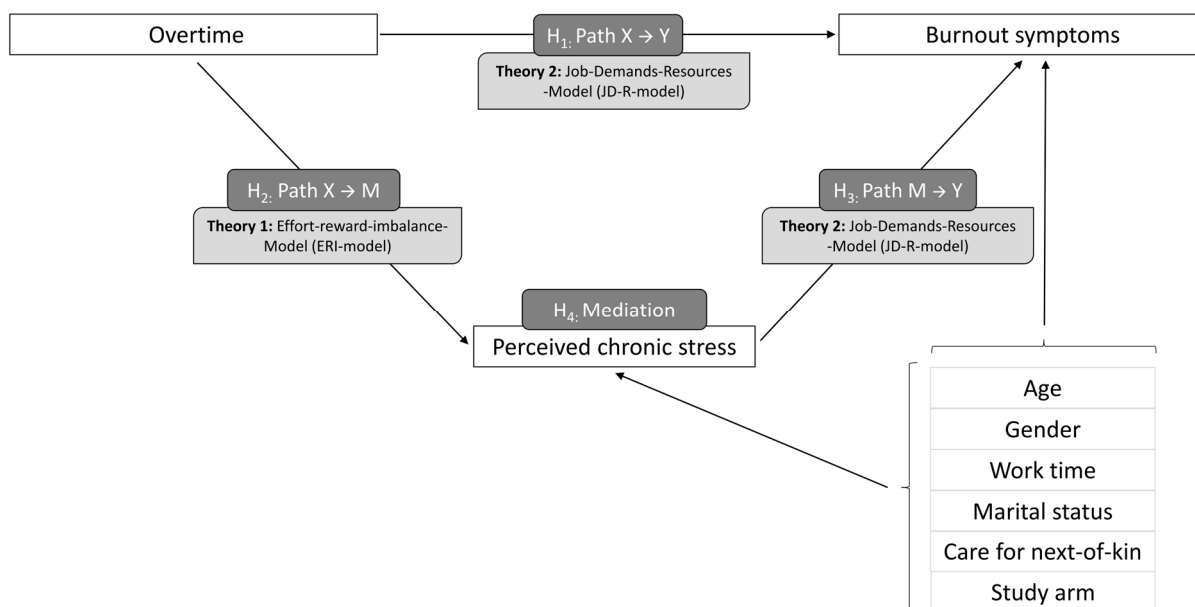 Overtime
H1: Path X → Y
Burnout symptoms
Theory 2: Job-Demands-Resources
-Model (JD-R-model)
H2: Path X → M
Theory 1: Effort-reward-imbalance-
Model (ERI-model)
H3: Path M → Y
Theory 2: Job-Demands-Resources
-Model (JD-R-model)
H4: Mediation
Perceived chronic stress
Age
Gender
Work time
Marital status
Care for next-of-kin
Study arm